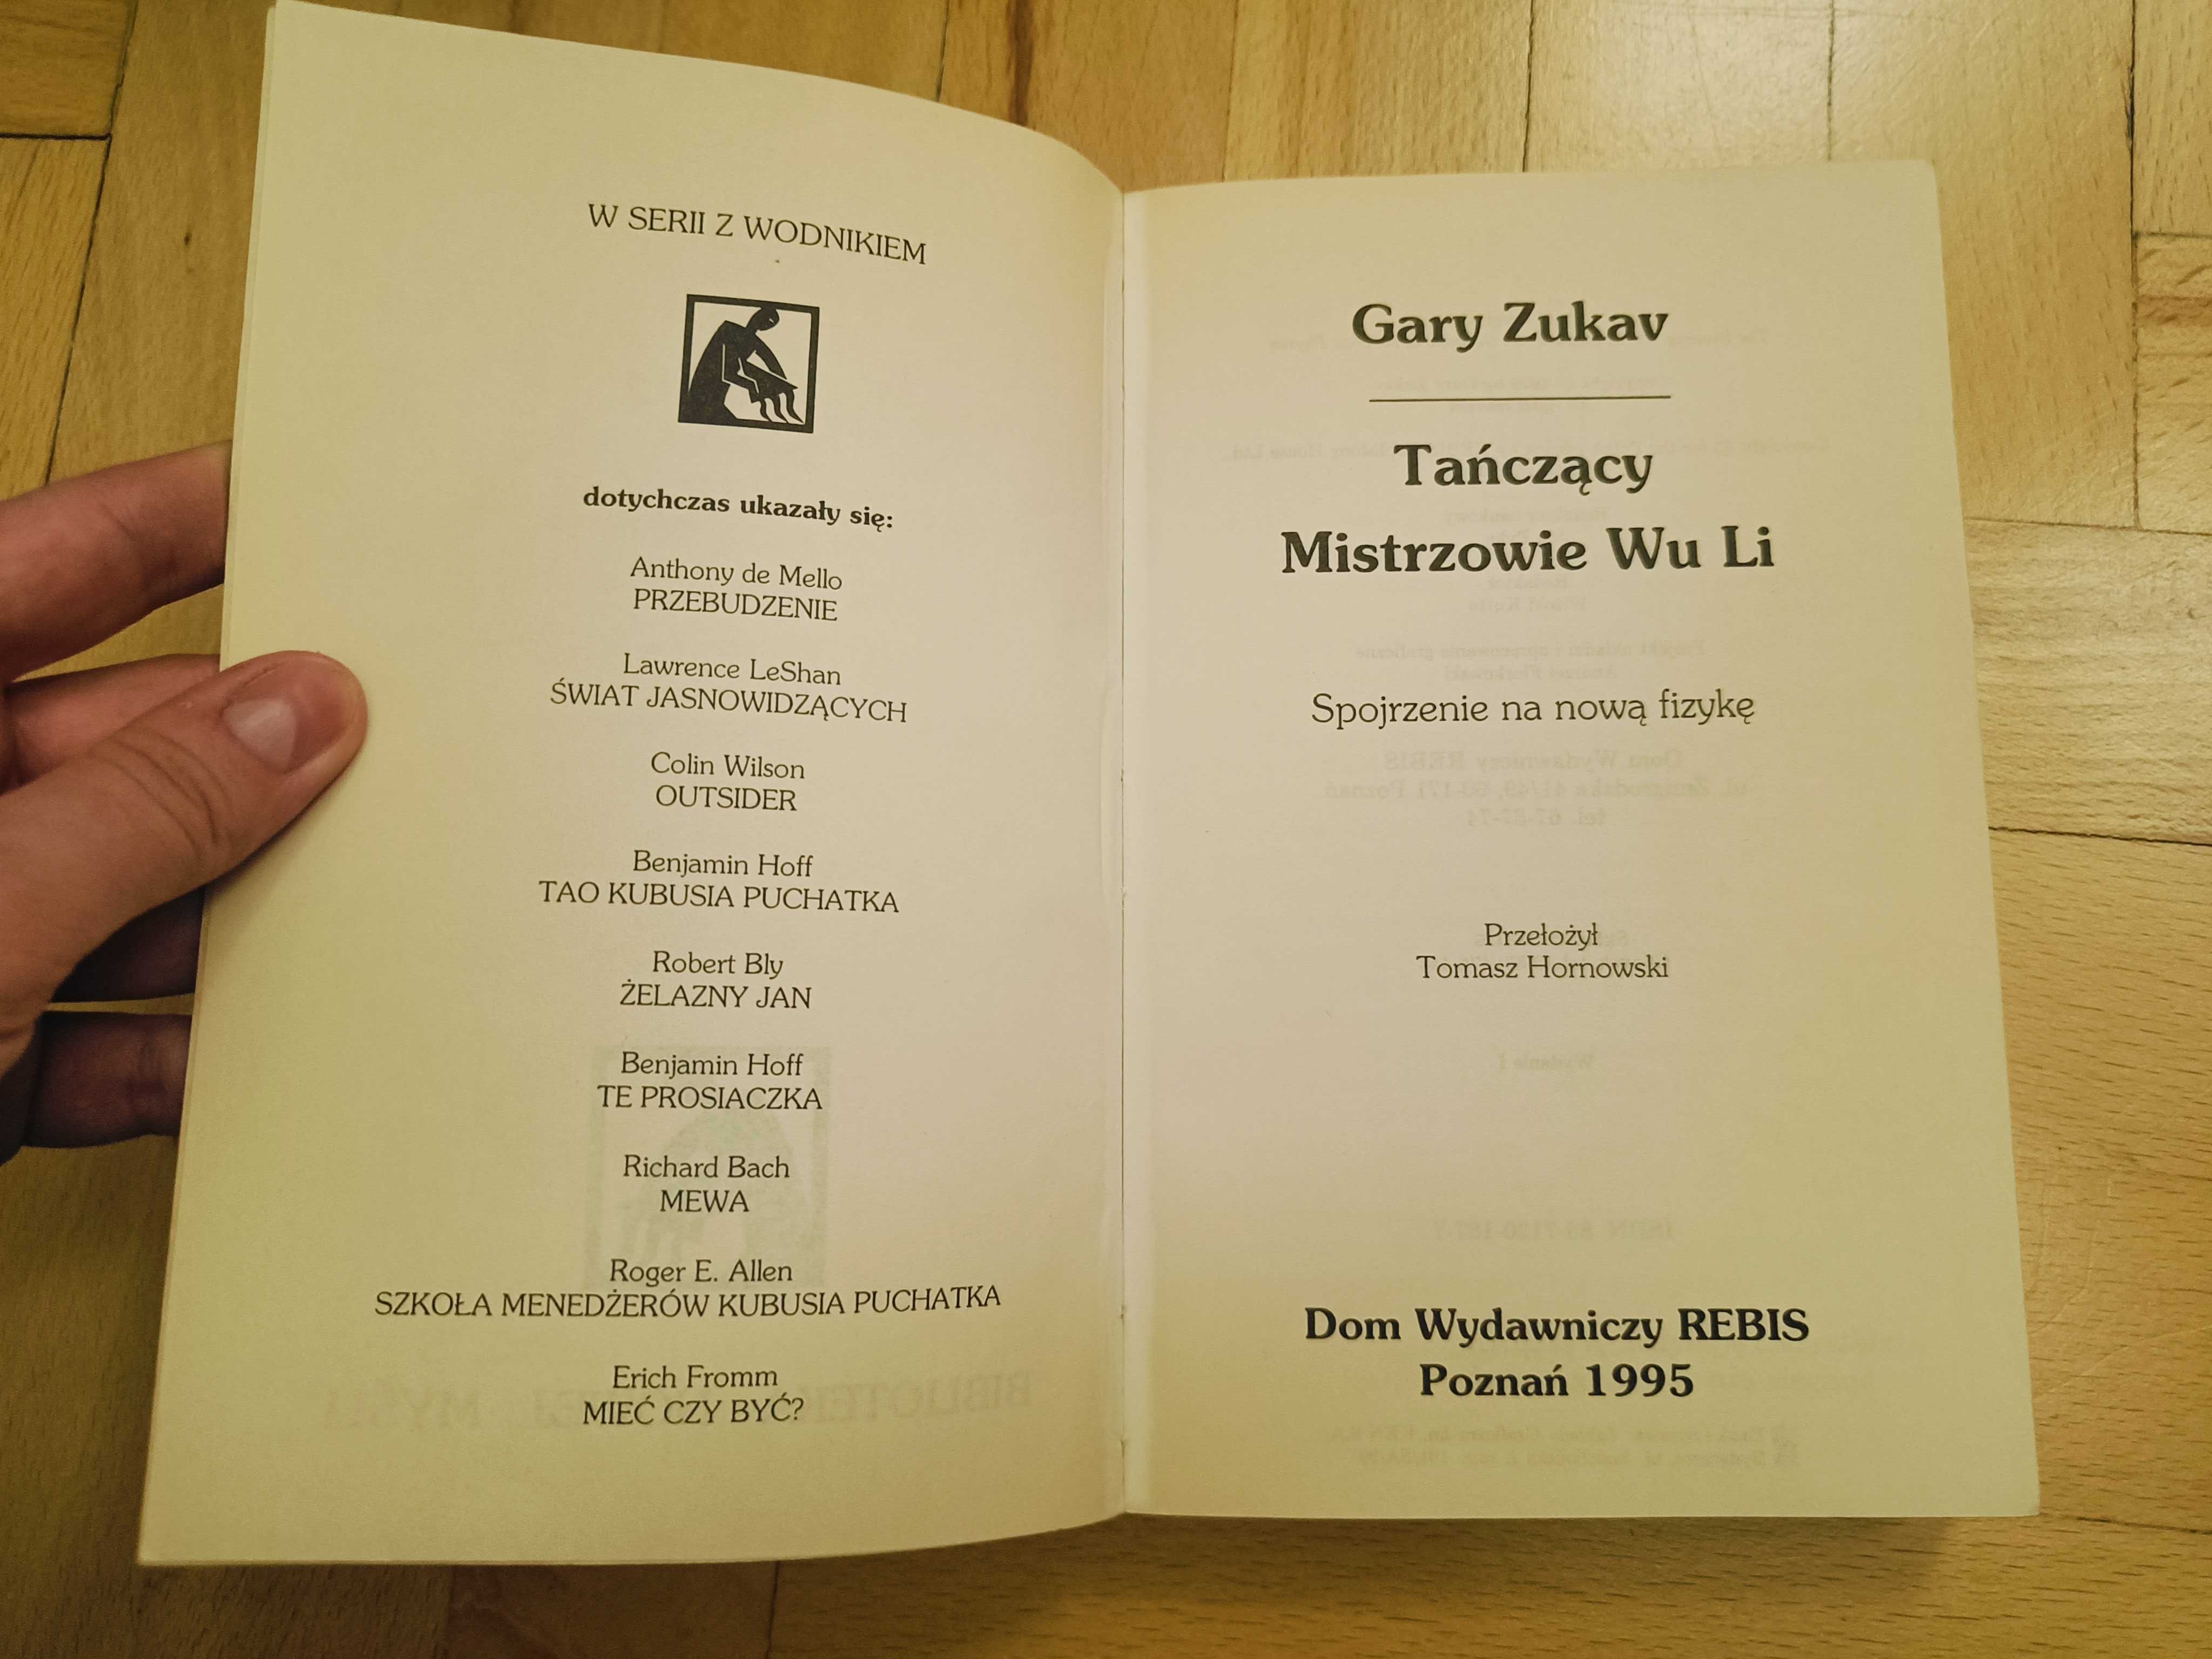 W SERII Z WODNIKIEM
dotychczas ukazały się:
Anthony de Mello
PRZEBUDZENIE
Lawrence LeShan
ŚWIAT JASNOWIDZĄCYCH
Colin Wilson
OUTSIDER
Benjamin Hoff
TAO KUBUSIA PUCHATKA
Robert Bly
ŻELAZNY JAN
Benjamin Hoff
TE PROSIACZKA
Richard Bach
MEWA
Roger E. Allen
SZKOŁA MENEDŻERÓW KUBUSIA PUCHATKA
Erich Fromm
MIEĆ CZY BYĆ?
Gary Zukav
Tańczący
Mistrzowie Wu Li
Spojrzenie na nową fizykę
Przełożył
Tomasz Hornowski
Dom Wydawniczy REBIS
Poznań 1995